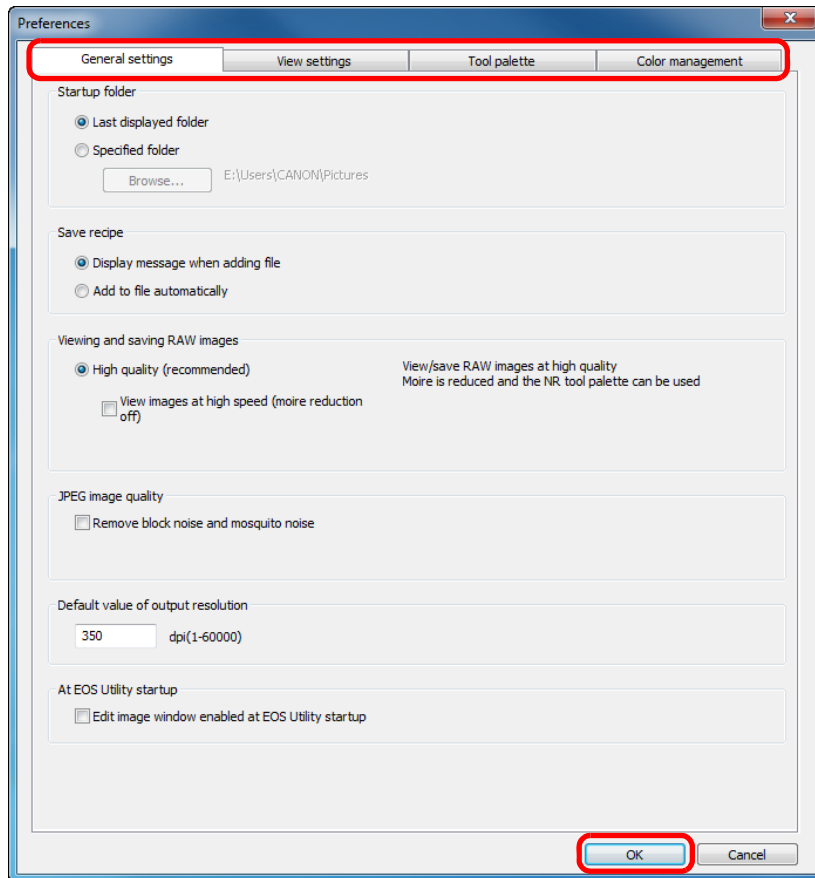 Preferences
General settings View settings Tool palette Color management
Startup folder
Last displayed folder
Specified folder
Browse... E:\Users\CANON\Pictures
Save recipe
Display message when adding file
Add to file automatically
Viewing and saving RAW images
High quality (recommended)
View images at high speed (moire reduction
off)
View/save RAW images at high quality
Moire is reduced and the NR tool palette can be used
JPEG image quality
Remove block noise and mosquito noise
Default value of output resolution
350 dpi(1-60000)
At EOS Utility startup
Edit image window enabled at EOS Utility startup
OK Cancel